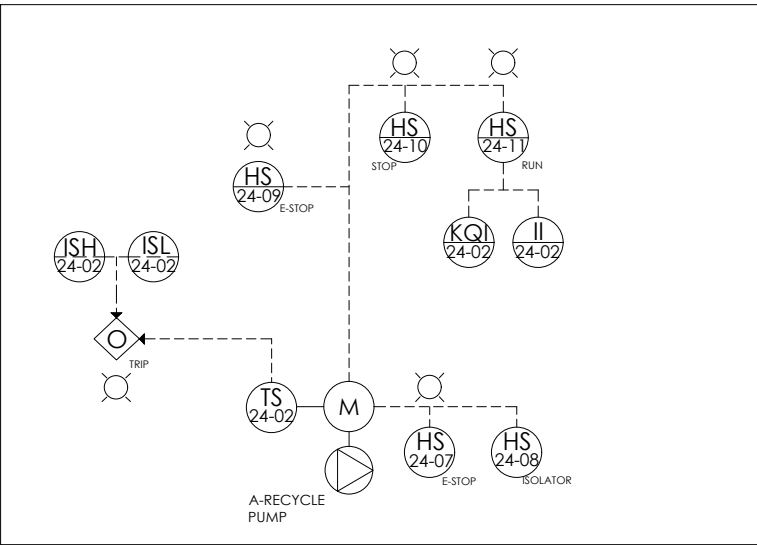 HS
24-10
STOP
HS
24-11
RUN
HS
24-09
E-STOP
KQI
24-02
II
24-02
JSH
24-02
ISL
24-02
O
TRIP
TS
24-02
M
HS
24-07
E-STOP
HS
24-08
ISOLATOR
A-RECYCLE
PUMP